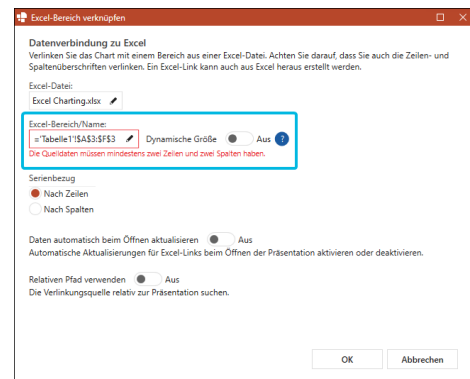 Excel-Bereich verknüpfen
Datenverbindung zu Excel
Verlinken Sie das Chart mit einem Bereich aus einer Excel-Datei. Achten Sie darauf, dass Sie auch die Zeilen- und
Spaltenüberschriften verlinken. Ein Excel-Link kann auch aus Excel heraus erstellt werden.
Excel-Datei:
Excel Charting.xlsx
Excel-Bereich/Name:
='Tabelle1'!$A$3:$F$3 Dynamische Größe Aus ?
Die Quelldaten müssen mindestens zwei Zeilen und zwei Spalten haben.
Serienbezug
Nach Zeilen
Nach Spalten
Daten automatisch beim Öffnen aktualisieren Aus
Automatische Aktualisierungen für Excel-Links beim Öffnen der Präsentation aktivieren oder deaktivieren.
Relativen Pfad verwenden Aus
Die Verlinkungsquelle relativ zur Präsentation suchen.
OK Abbrechen